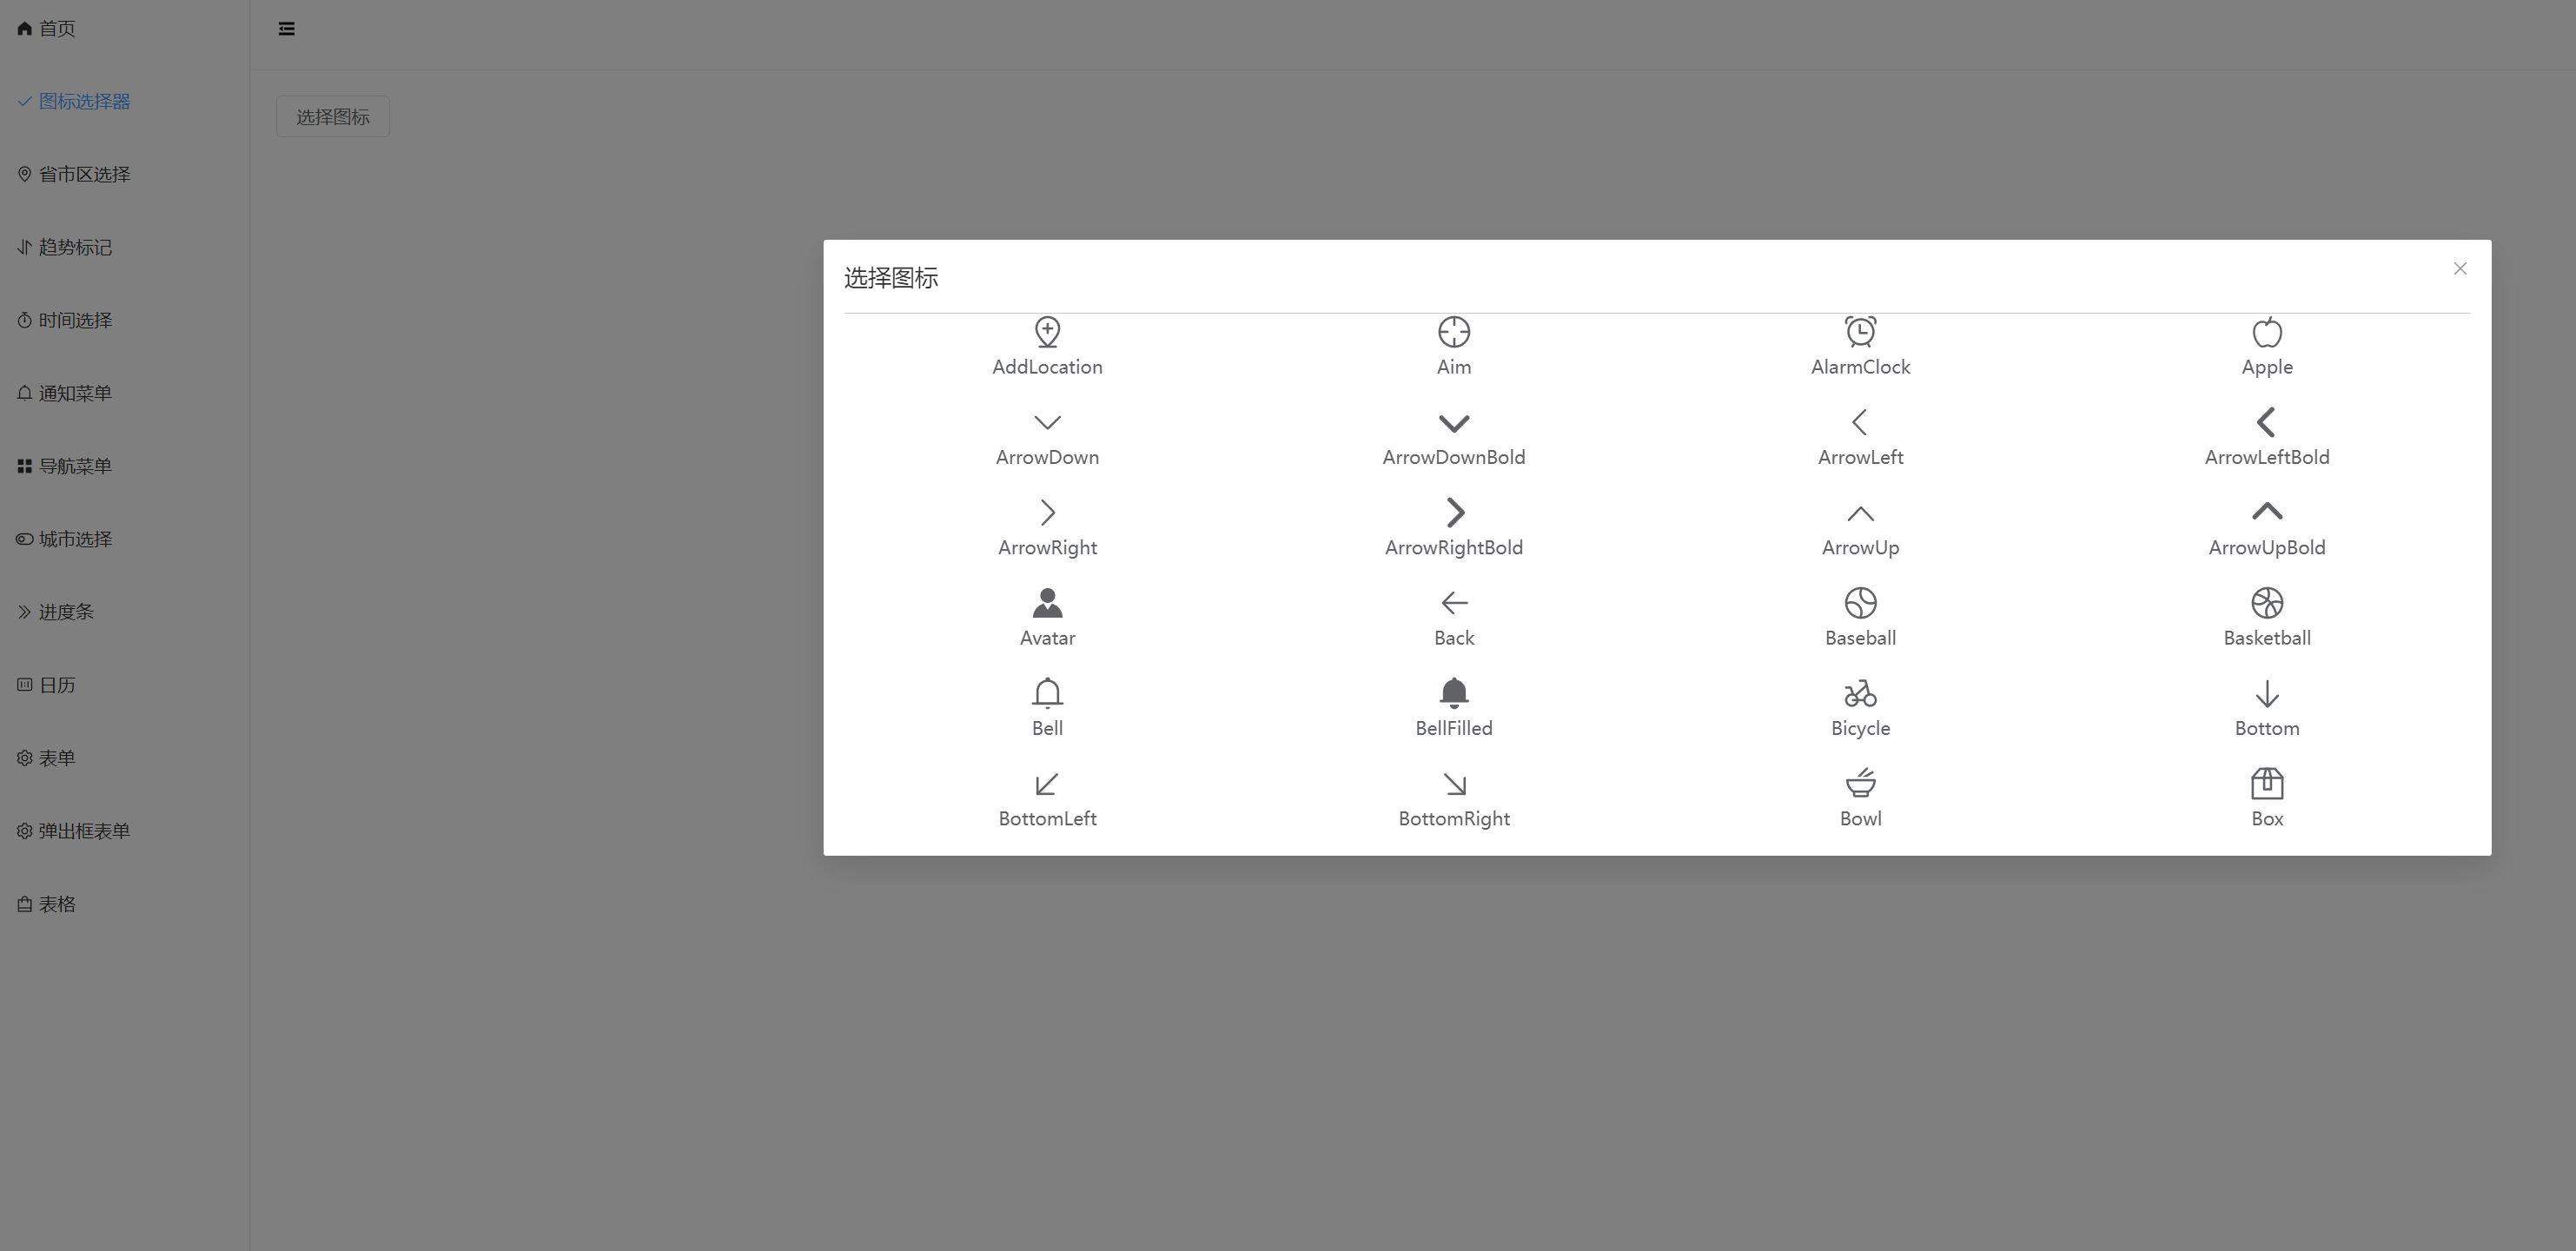 首页
图标选择器
省市区选择
趋势标记
时间选择
通知菜单
导航菜单
城市选择
进度条
日历
表单
弹出框表单
表格
选择图标
选择图标
AddLocation Aim AlarmClock Apple
ArrowDown ArrowDownBold ArrowLeft ArrowLeftBold
ArrowRight ArrowRightBold ArrowUp ArrowUpBold
Avatar Back Baseball Basketball
Bell BellFilled Bicycle Bottom
BottomLeft BottomRight Bowl Box